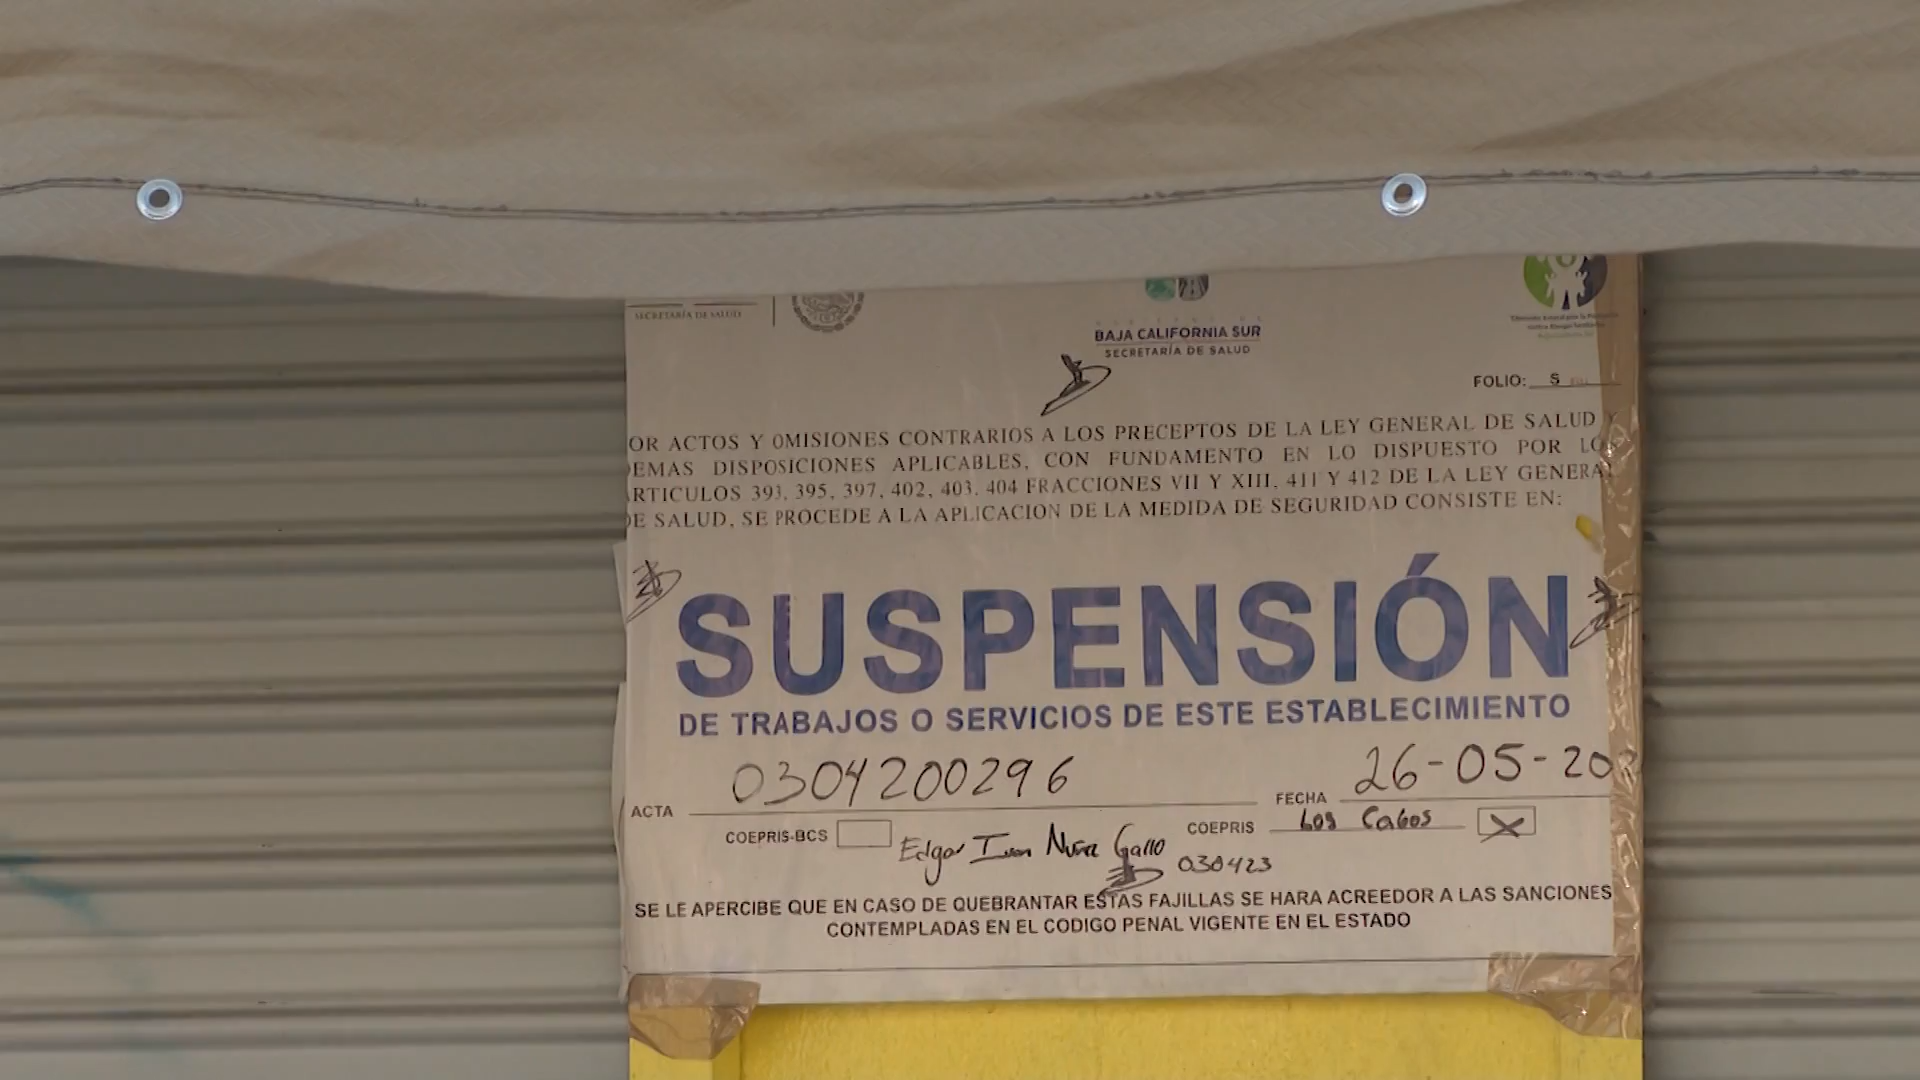 SECRETARÍA DE SALUD
BAJA CALIFORNIA SUR
SECRETARÍA DE SALUD
FOLIO: S
OR ACTOS Y OMISIONES CONTRARIOS A LOS PRECEPTOS DE LA LEY GENERAL DE SALUD Y
EMAS DISPOSICIONES APLICABLES, CON FUNDAMENTO EN LO DISPUESTO POR LO
RTICULOS 393, 395, 397, 402, 403, 404 FRACCIONES VII Y XIII, 411 Y 412 DE LA LEY GENERAL
DE SALUD, SE PROCEDE A LA APLICACION DE LA MEDIDA DE SEGURIDAD CONSISTE EN:
SUSPENSIÓN
DE TRABAJOS O SERVICIOS DE ESTE ESTABLECIMIENTO
ACTA 0304200296 FECHA 26-05-20
COEPRIS-BCS COEPRIS Los Cabos X
Edgar Ivan Nuñez Gallo 030423
SE LE APERCIBE QUE EN CASO DE QUEBRANTAR ESTAS FAJILLAS SE HARA ACREEDOR A LAS SANCIONES
CONTEMPLADAS EN EL CODIGO PENAL VIGENTE EN EL ESTADO